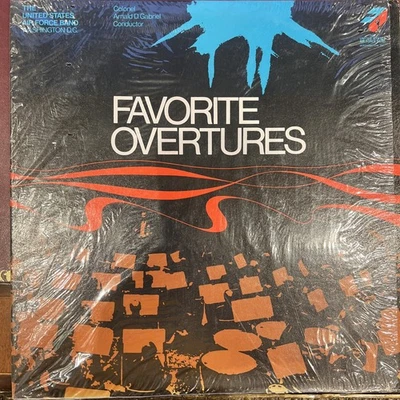 THE
UNITED STATES
AIR FORCE BAND
WASHINGTON D.C.
Colonel
Arnald D Gabriel
Conductor
FAVORITE
OVERTURES